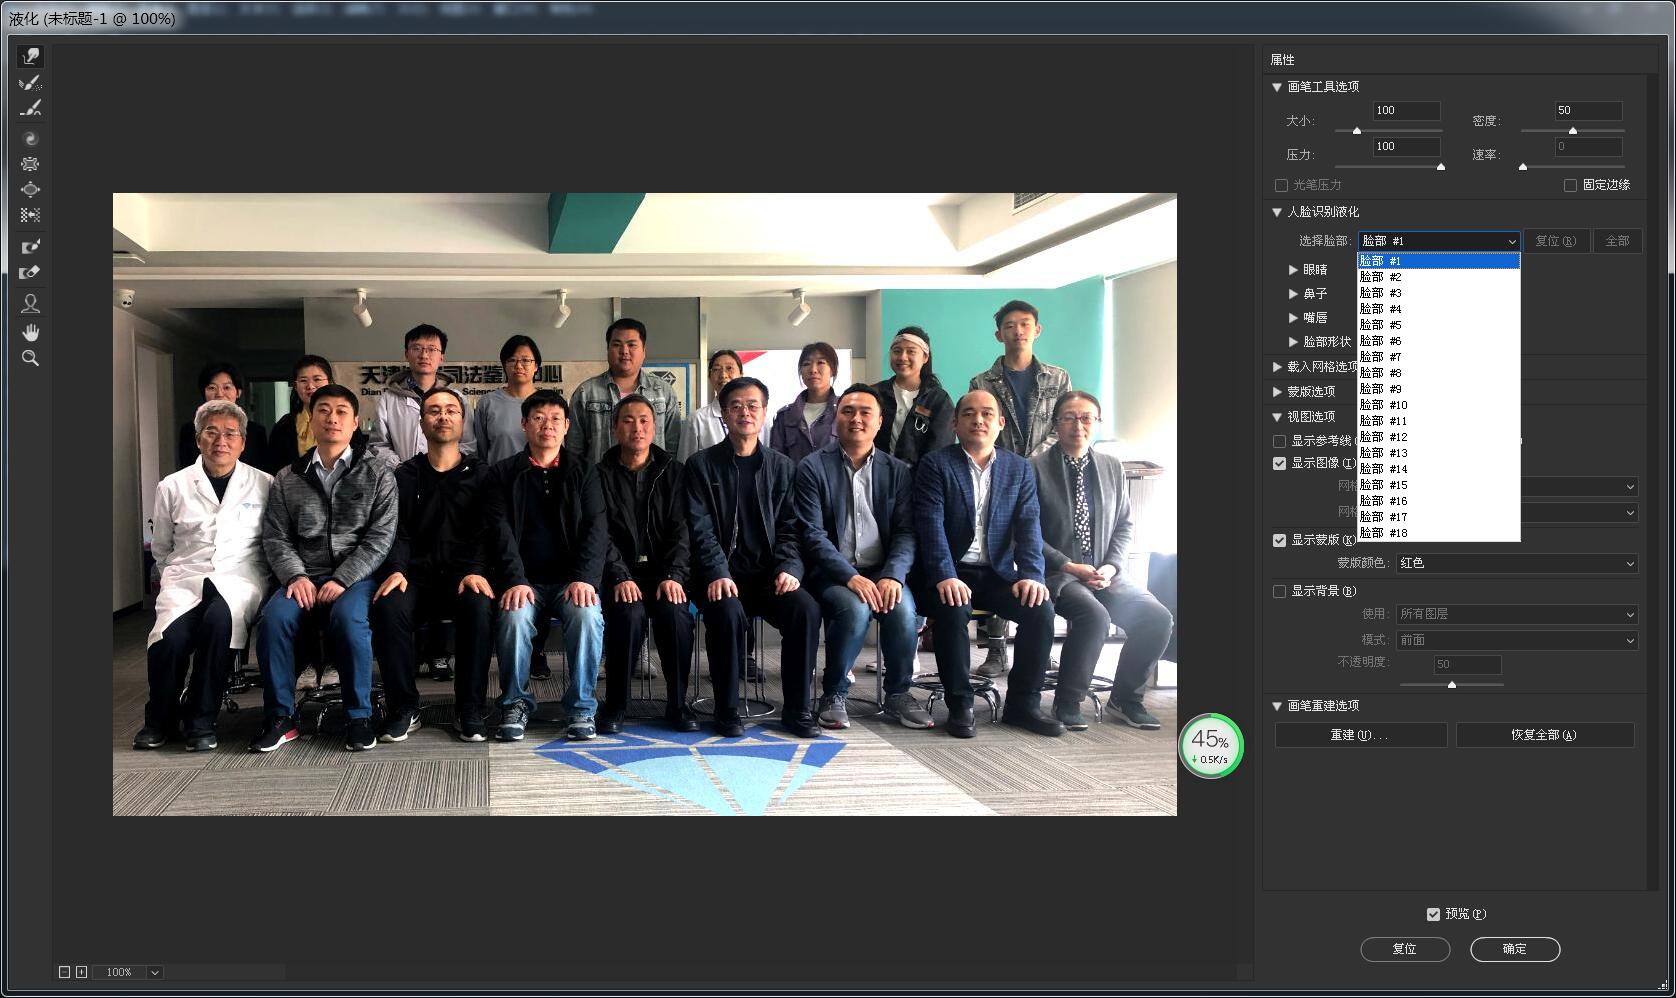 液化 (未标题-1 @ 100%)
属性
画笔工具选项
大小: 100
密度: 50
压力: 100
速率: 0
光笔压力
固定边缘
人脸识别液化
选择脸部: 脸部 #1
复位 (R)
全部
脸部 #1
脸部 #2
脸部 #3
脸部 #4
脸部 #5
脸部 #6
脸部 #7
脸部 #8
脸部 #9
脸部 #10
脸部 #11
脸部 #12
脸部 #13
脸部 #14
脸部 #15
脸部 #16
脸部 #17
脸部 #18
眼睛
鼻子
嘴唇
脸部形状
载入网格选项
蒙版选项
视图选项
显示参考线(
显示图像(I)
网格
网格
显示蒙版(K)
蒙版颜色: 红色
显示背景(B)
使用: 所有图层
模式: 前面
不透明度: 50
画笔重建选项
重建(U)...
恢复全部(A)
预览(P)
复位
确定
天津
司法鉴
中心
Dian
Scienc
45%
0.5K/s
100%